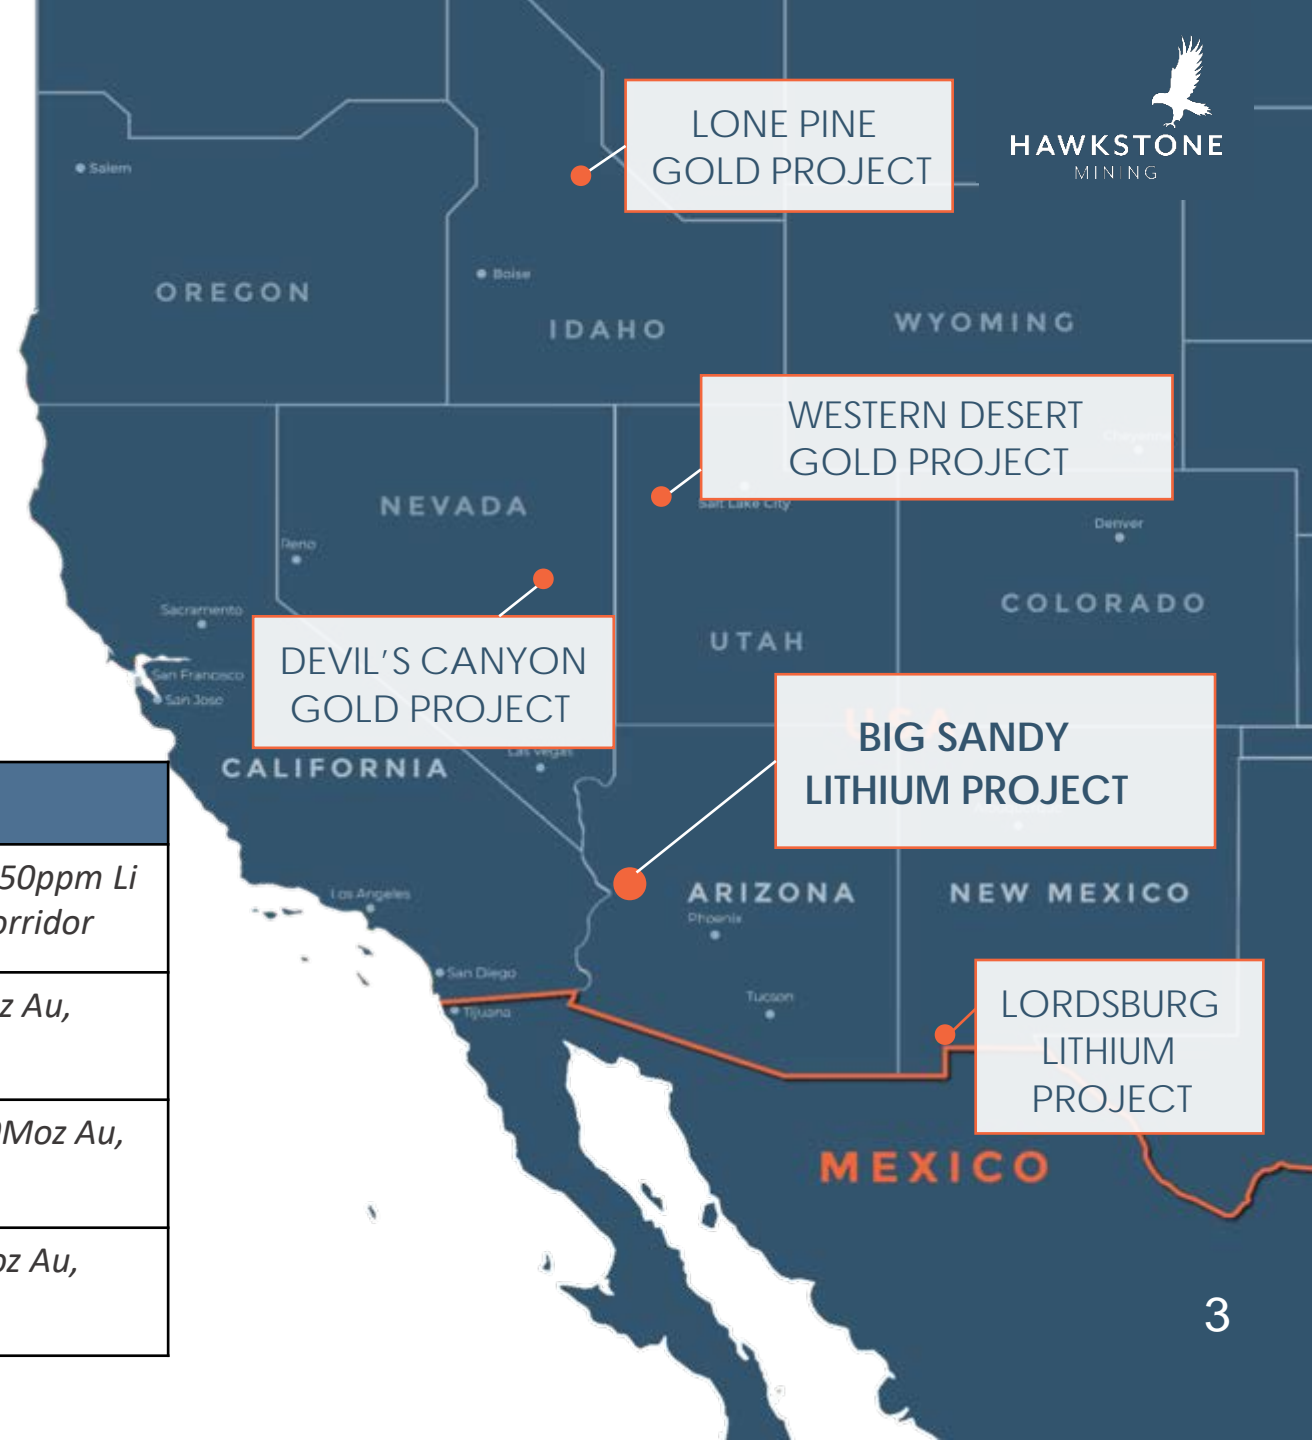 LONE PINE
GOLD PROJECT
HAWKSTONE
MINING
Salem
OREGON
Boise
IDAHO
WYOMING
WESTERN DESERT
GOLD PROJECT
Cheyenne
Salt Lake City
NEVADA
Reno
Denver
COLORADO
Sacramento
UTAH
DEVIL'S CANYON
GOLD PROJECT
San Francisco
San Jose
USA
BIG SANDY
LITHIUM PROJECT
Las Vegas
CALIFORNIA
Los Angeles
ARIZONA
NEW MEXICO
Phoenix
San Diego
Tijuana
Tucson
LORDSBURG
LITHIUM
PROJECT
MEXICO
50ppm Li
orridor
z Au,
Moz Au,
oz Au,
3